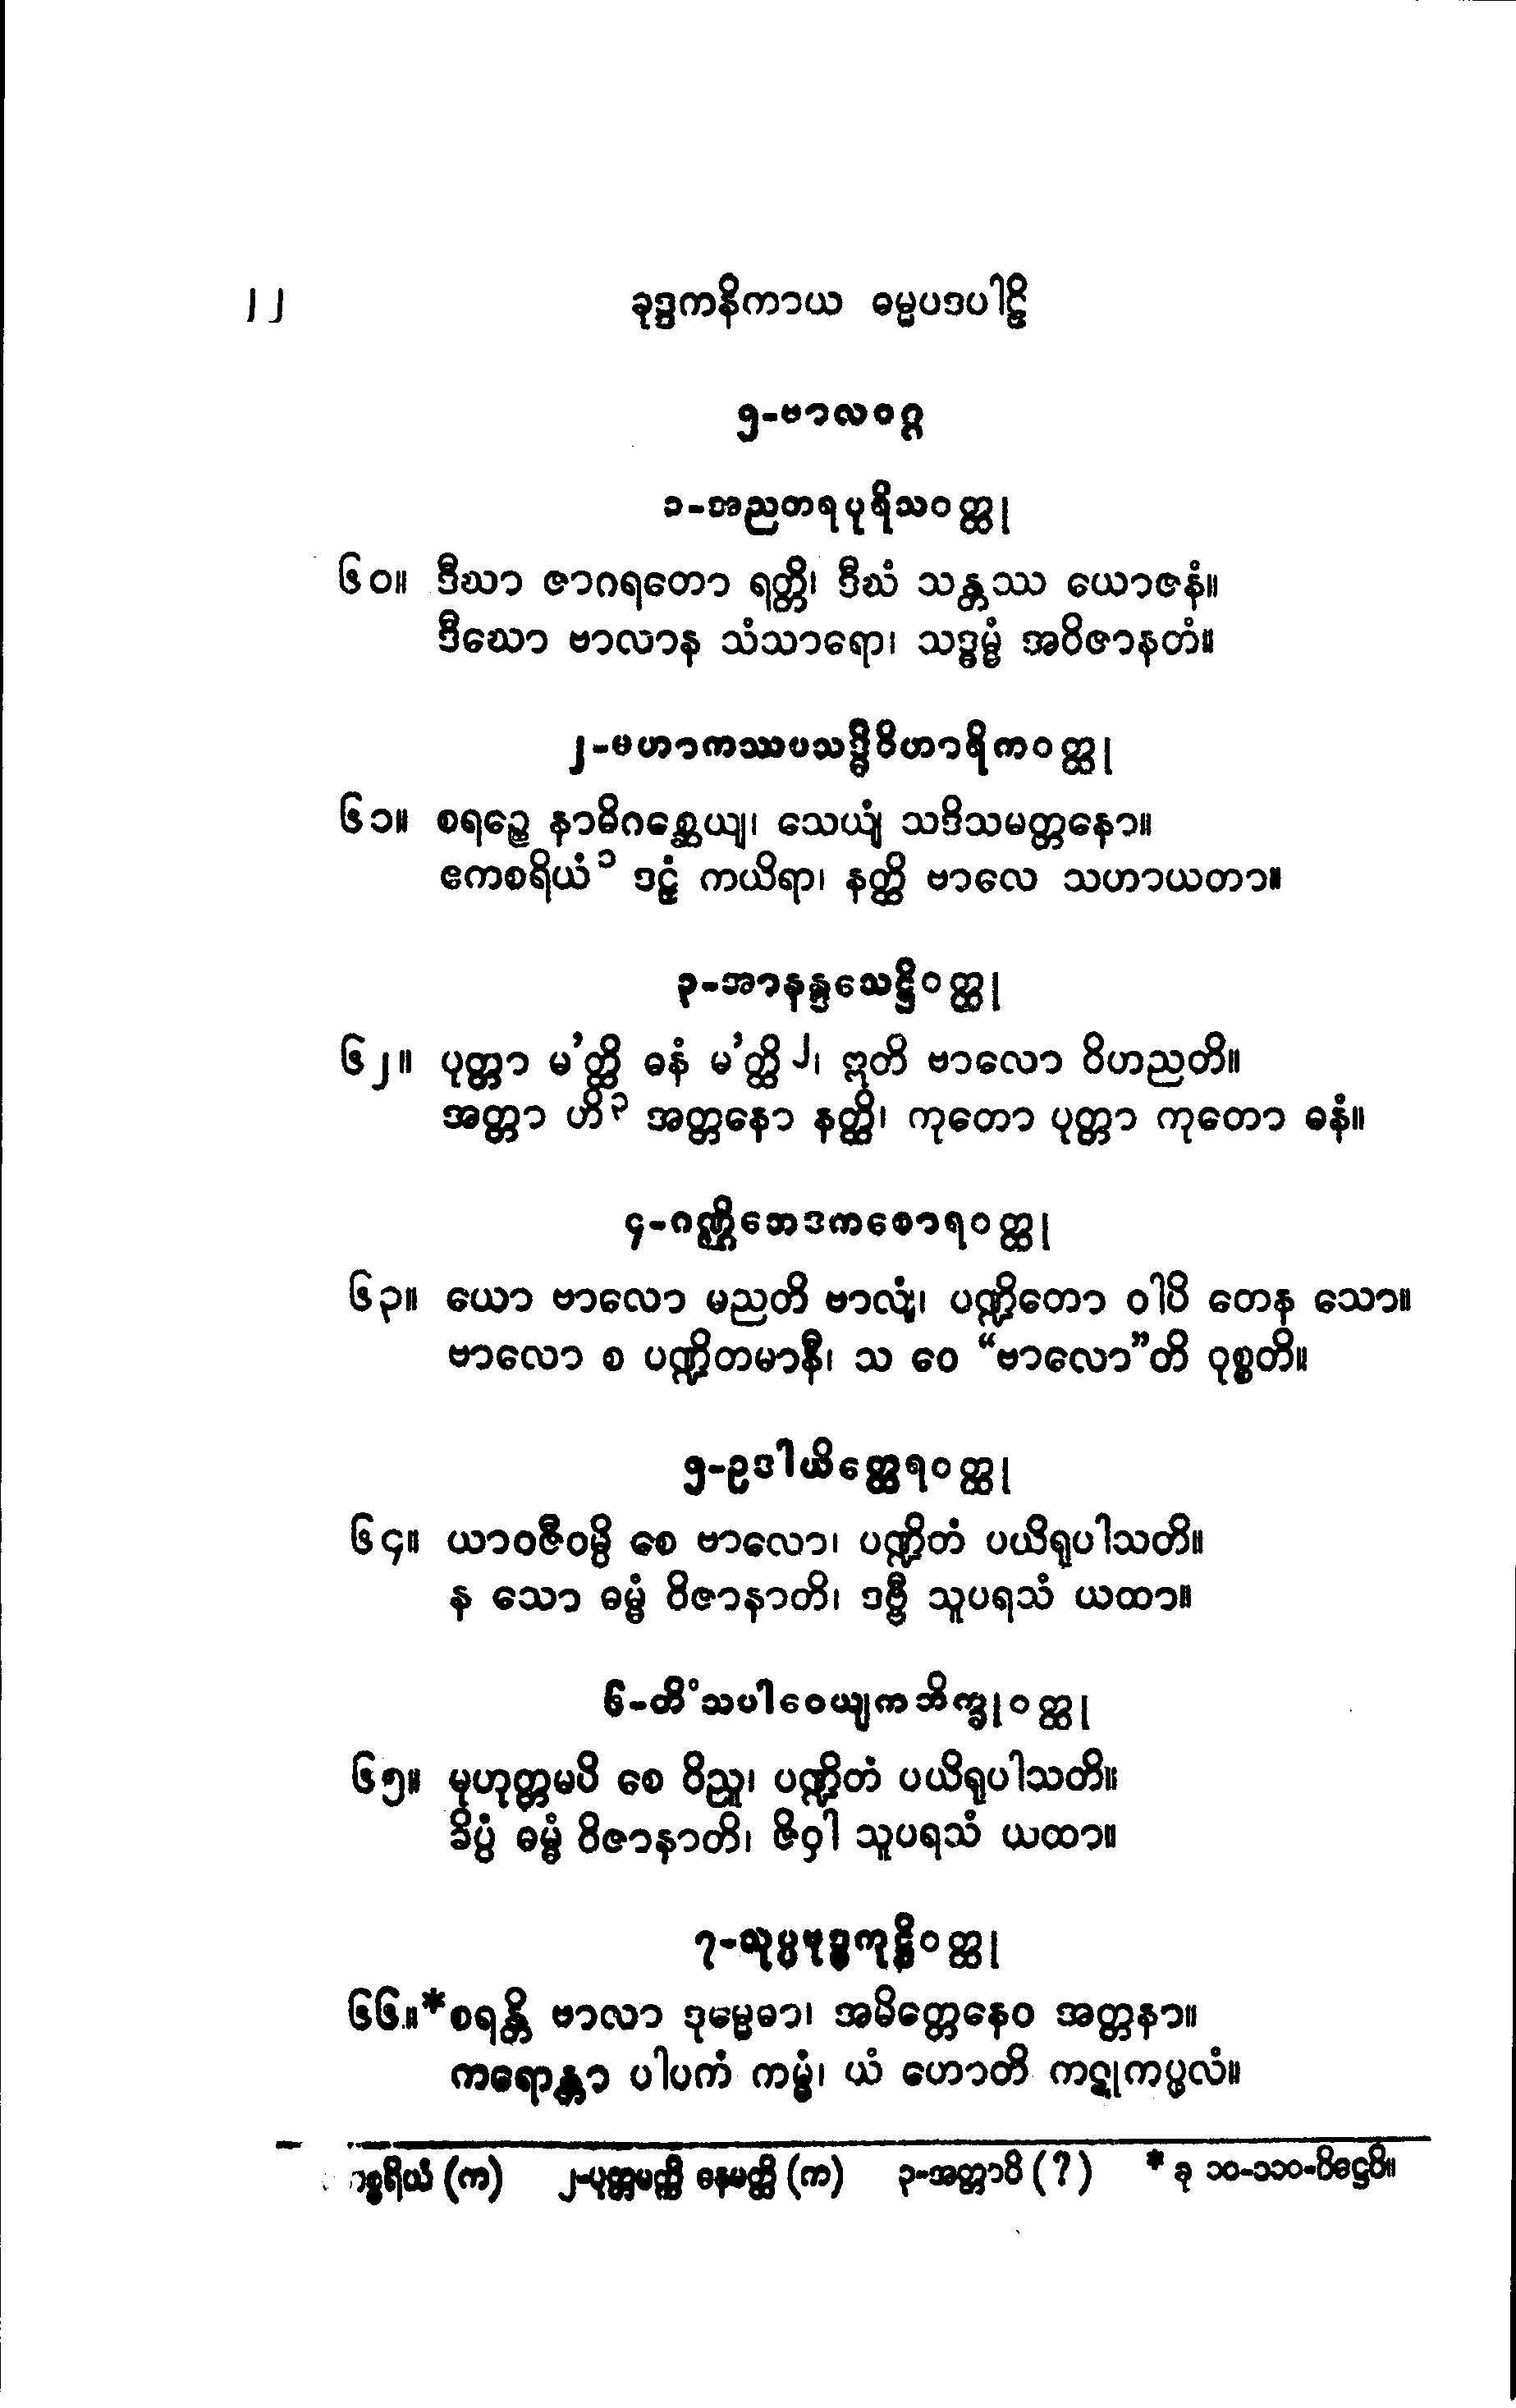 ၂၂ ခုဒ္ဒကနိကာယ ဓမ္မပဒပါဠိ
၅-ဗာလဝဂ္ဂ
၁-အညတရပုရိသဝတ္ထု
၆၀။ ဒီဃာ ဇာဂရတော ရတ္တိ၊ ဒီဃံ သန္တဿ ယောဇနံ။
ဒီဃော ဗာလာန သံသာရော၊ သဒ္ဓမ္မံ အဝိဇာနတံ။
၂-မဟာကဿပသဒ္ဓိဝိဟာရိကဝတ္ထု
၆၁။ စရဉ္စေ နာဓိဂစ္ဆေယျ၊ သေယျံ သဒိသမတ္တနော။
ဧကစရိယံ၁ ဒဠှံ ကယိရာ၊ နတ္ထိ ဗာလေ သဟာယတာ။
၃-အာနန္ဒသေဋ္ဌိဝတ္ထု
၆၂။ ပုတ္တာ မ’တ္ထိ ဓနံ မ’တ္ထိ၂၊ ဣတိ ဗာလော ဝိဟညတိ။
အတ္တာ ဟိ၃ အတ္တနော နတ္ထိ၊ ကုတော ပုတ္တာ ကုတော ဓနံ။
၄-ဂဏ္ဌိဘေဒကစောရဝတ္ထု
၆၃။ ယော ဗာလော မညတိ ဗာလျံ၊ ပဏ္ဍိတော ဝါပိ တေန သော။
ဗာလော စ ပဏ္ဍိတမာနီ၊ သ ဝေ “ဗာလော”တိ ဝုစ္စတိ။
၅-ဥဒါယိတ္ထေရဝတ္ထု
၆၄။ ယာဝဇီဝမ္ပိ စေ ဗာလော၊ ပဏ္ဍိတံ ပယိရုပါသတိ။
န သော ဓမ္မံ ဝိဇာနာတိ၊ ဒဗ္ဗီ သူပရသံ ယထာ။
၆-တိံသပါဝေယျကဘိက္ခုဝတ္ထု
၆၅။ မုဟုတ္တမပိ စေ ဝိညူ၊ ပဏ္ဍိတံ ပယိရုပါသတိ။
ခိပ္ပံ ဓမ္မံ ဝိဇာနာတိ၊ ဇိဝှါ သူပရသံ ယထာ။
၇-သုပ္ပဗုဒ္ဓကုဋ္ဌိဝတ္ထု
၆၆။*စရန္တိ ဗာလာ ဒုမ္မေဓာ၊ အမိတ္တေနေဝ အတ္တနာ။
ကရောန္တာ ပါပကံ ကမ္မံ၊ ယံ ဟောတိ ကဋုကပ္ဖလံ။
(က) ၂-ပုတ္တမတ္ထိ ဓနမတ္ထိ (က) ၃-အတ္တာပိ (?) * ခု ၁၀-၁၁၀-ပိဋ္ဌေပိ။